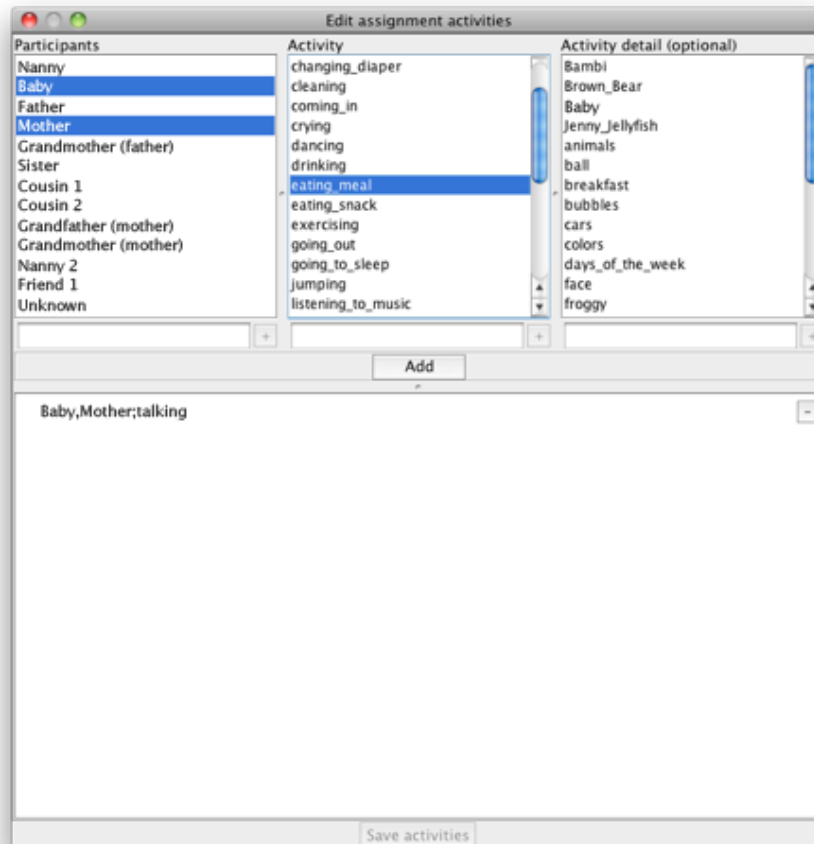 Edit assignment activities
Participants
Nanny
Baby
Father
Mother
Grandmother (father)
Sister
Cousin 1
Cousin 2
Grandfather (mother)
Grandmother (mother)
Nanny 2
Friend 1
Unknown
+
Activity
changing_diaper
cleaning
coming_in
crying
dancing
drinking
eating_meal
eating_snack
exercising
going_out
going_to_sleep
jumping
listening_to_music
+
Activity detail (optional)
Bambi
Brown_Bear
Baby
Jenny_Jellyfish
animals
ball
breakfast
bubbles
cars
colors
days_of_the_week
face
froggy
+
Add
Baby,Mother;talking
-
Save activities